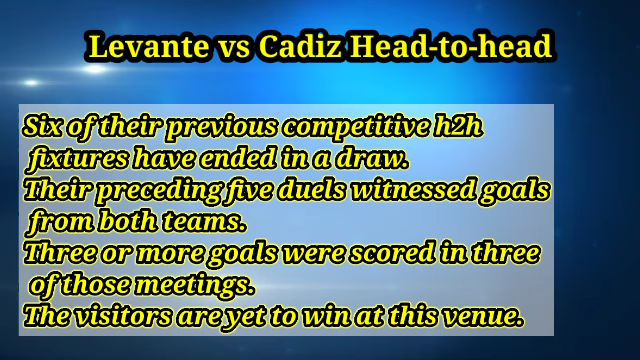 Levante vs Cadiz Head-to-head
Six of their previous competitive h2h
fixtures have ended in a draw.
Their preceding five duels witnessed goals
from both teams.
Three or more goals were scored in three
of those meetings.
The visitors are yet to win at this venue.